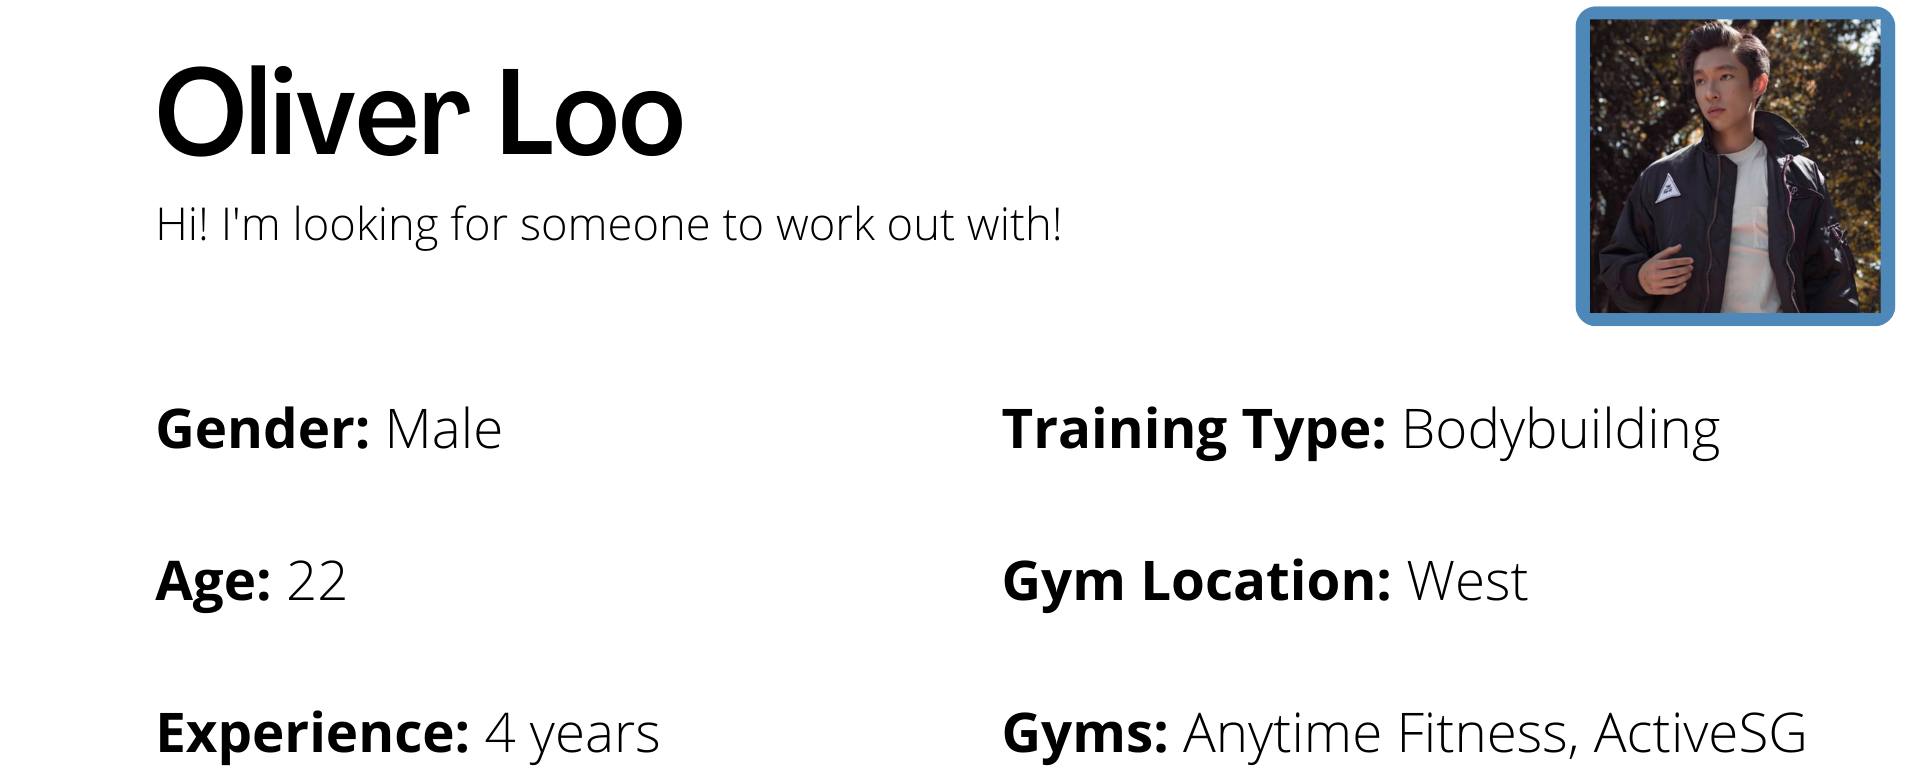 Oliver Loo
Hi! I'm looking for someone to work out with!
Gender: Male
Training Type: Bodybuilding
Age: 22
Gym Location: West
Experience: 4 years
Gyms: Anytime Fitness, ActiveSG